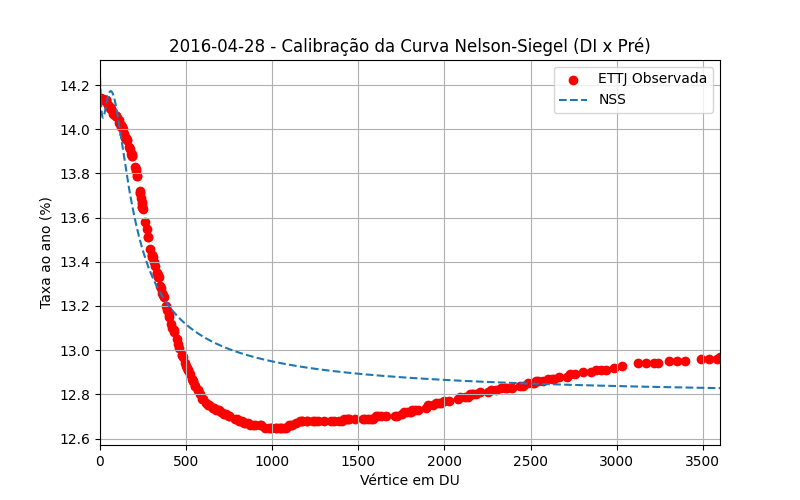 2016-04-28 - Calibração da Curva Nelson-Siegel (DI x Pré)
ETTJ Observada
NSS
Taxa ao ano (%)
14.2
14.0
13.8
13.6
13.4
13.2
13.0
12.8
12.6
0 500 1000 1500 2000 2500 3000 3500
Vértice em DU